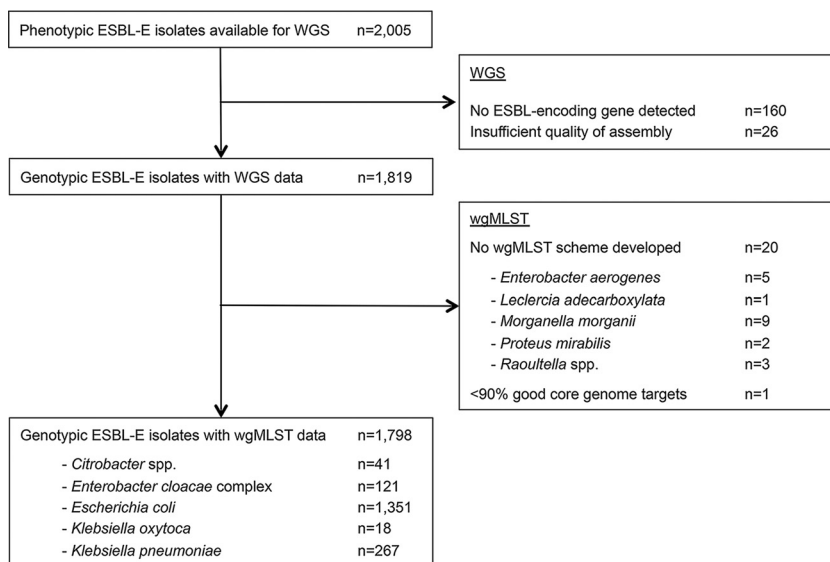 Phenotypic ESBL-E isolates available for WGS n=2,005
WGS
No ESBL-encoding gene detected n=160
Insufficient quality of assembly n=26
Genotypic ESBL-E isolates with WGS data n=1,819
wgMLST
No wgMLST scheme developed n=20
- Enterobacter aerogenes n=5
- Leclercia adecarboxylata n=1
- Morganella morganii n=9
- Proteus mirabilis n=2
- Raoultella spp. n=3
<90% good core genome targets n=1
Genotypic ESBL-E isolates with wgMLST data n=1,798
- Citrobacter spp. n=41
- Enterobacter cloacae complex n=121
- Escherichia coli n=1,351
- Klebsiella oxytoca n=18
- Klebsiella pneumoniae n=267